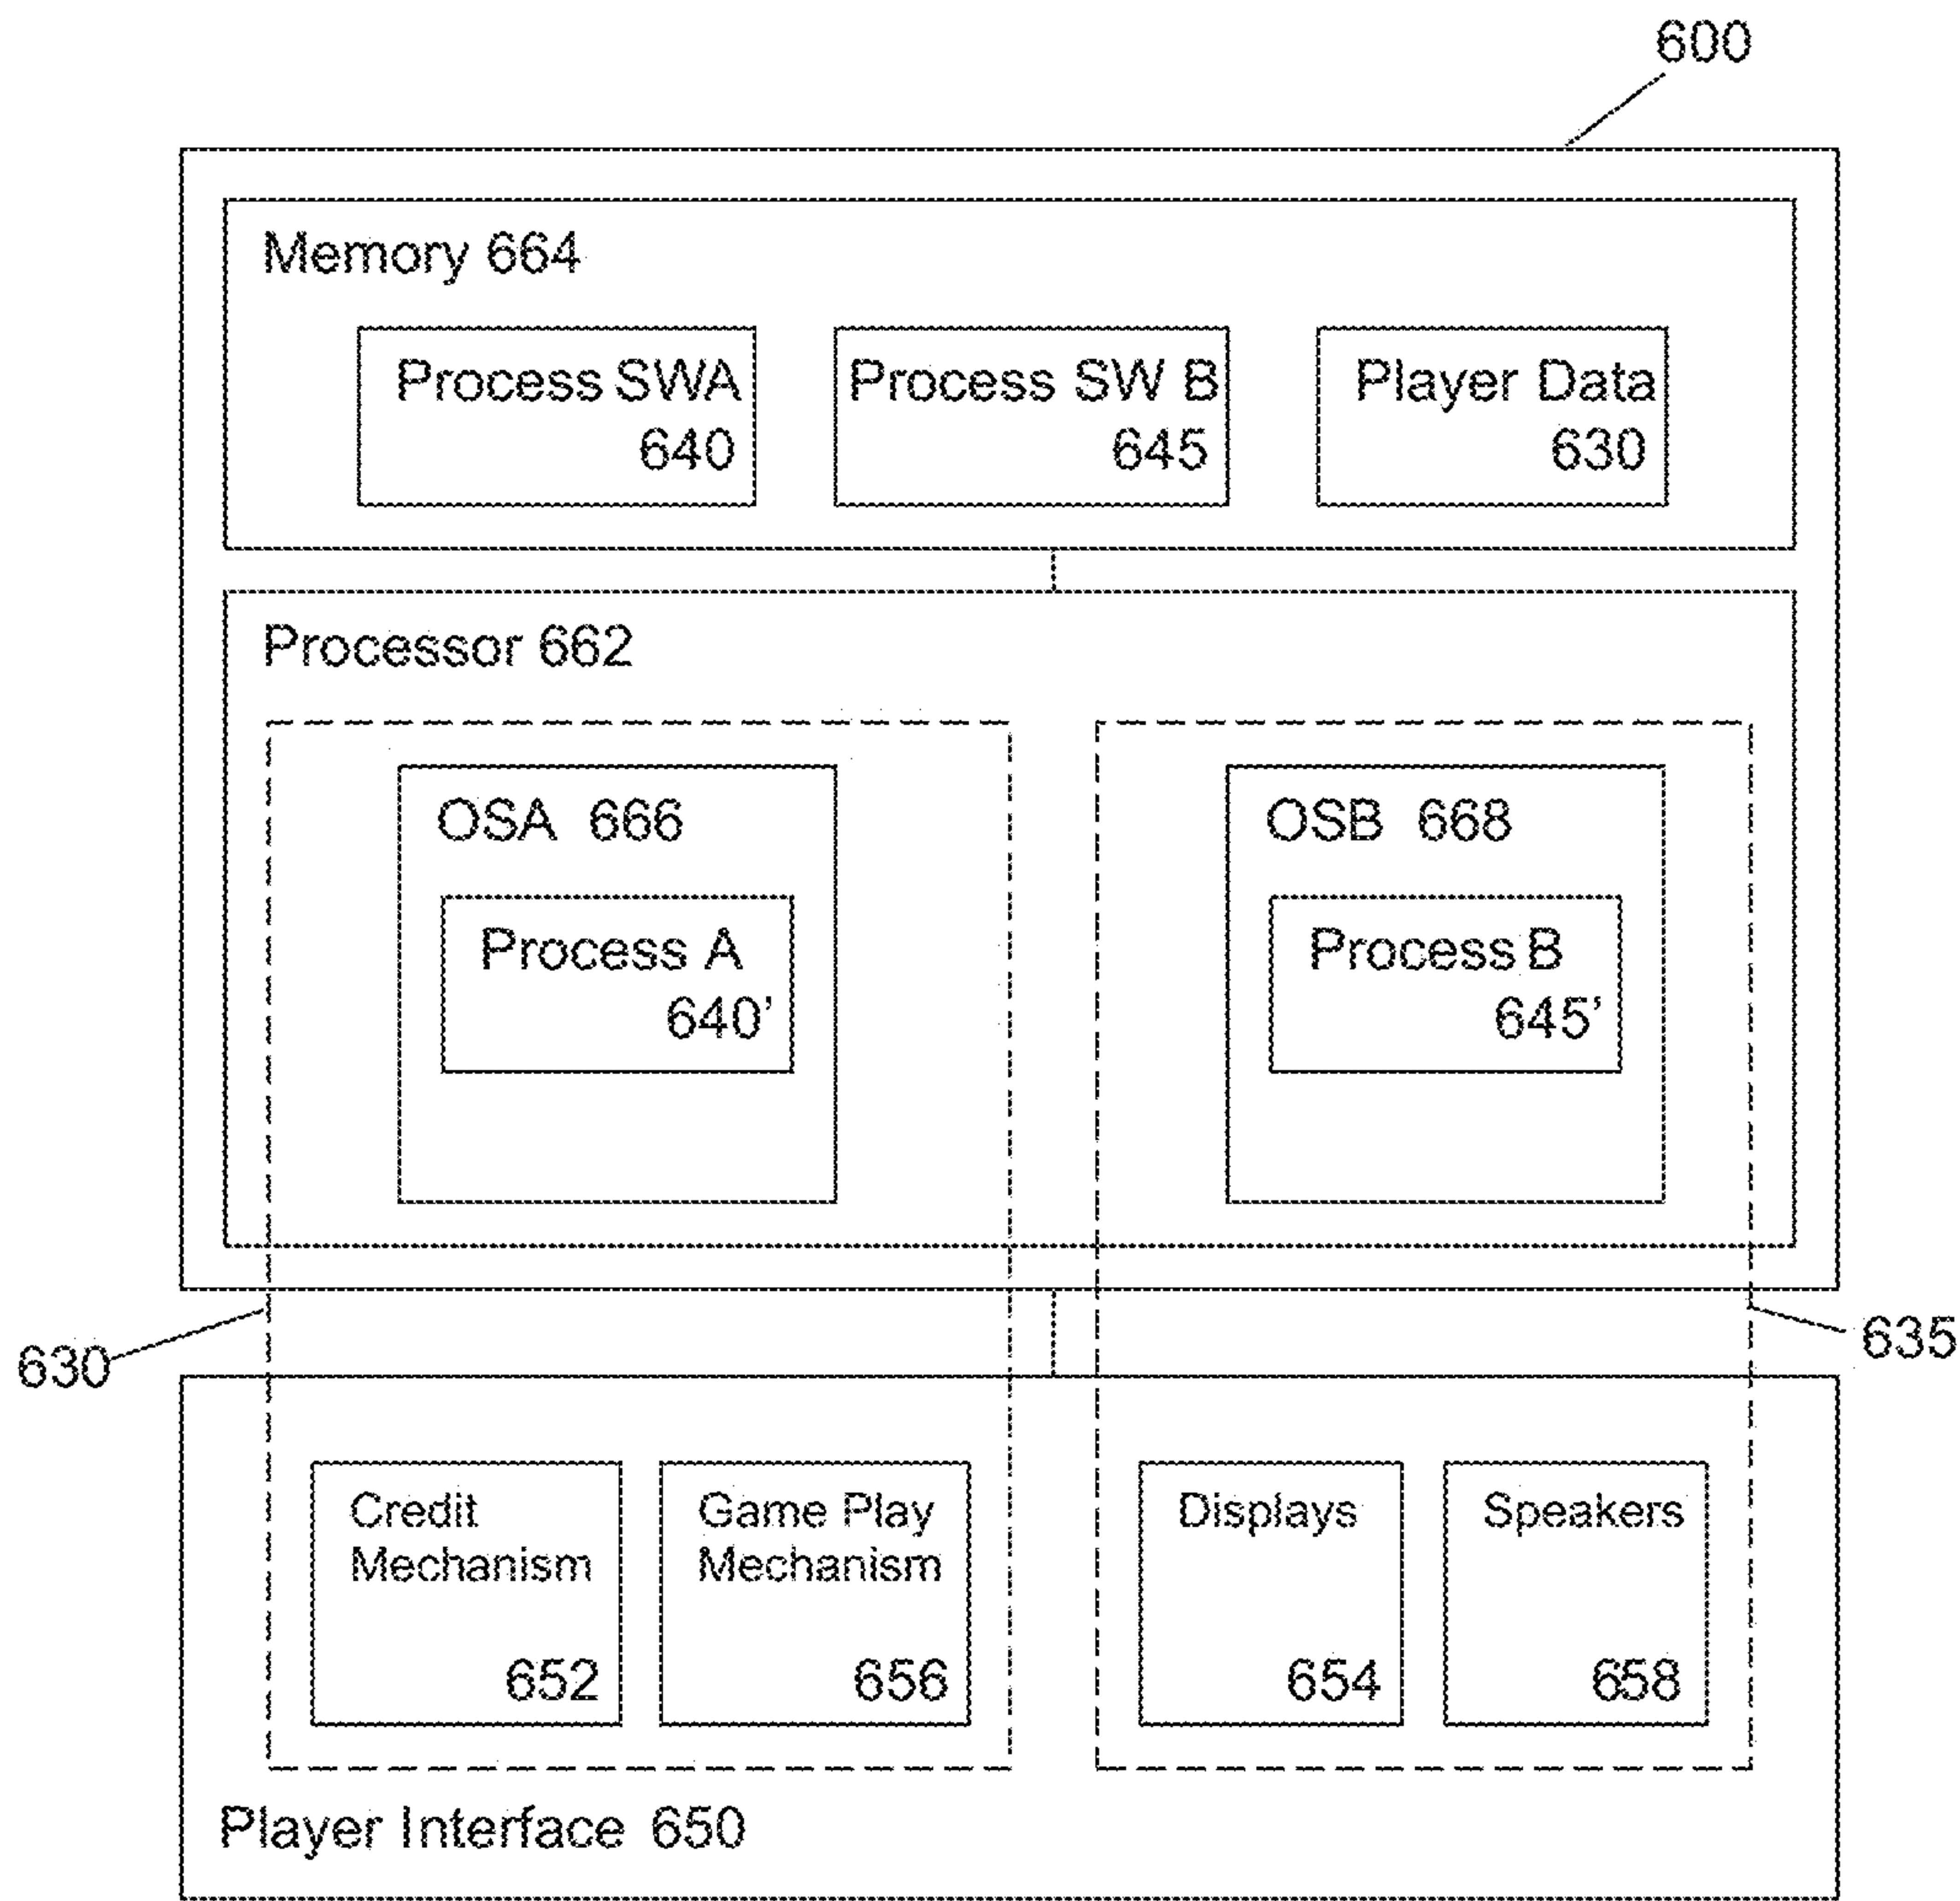 600
Memory 664
Process SWA
640
Process SW B
645
Player Data
630
Processor 662
OSA 666
Process A
640'
OSB 668
Process B
645'
630
635
Credit
Mechanism
652
Game Play
Mechanism
656
Displays
654
Speakers
658
Player Interface 650